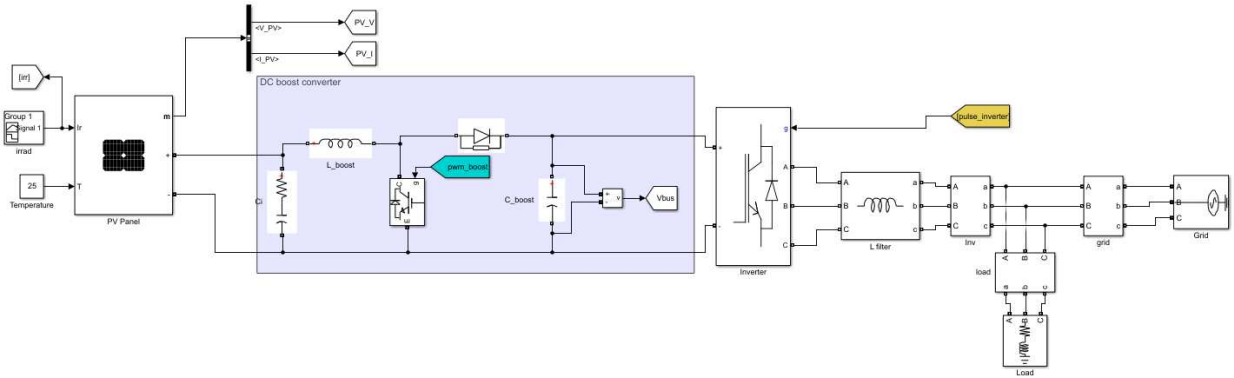 <V_PV>
PV_V
<I_PV>
PV_I
[irr]
Group 1
Signal 1
irrad
Ir
m
+
T
-
25
Temperature
PV Panel
DC boost converter
L_boost
Ci
C
g
E
pwm_boost
C_boost
+
-
v
Vbus
+
-
g
A
B
C
Inverter
[pulse_inverter]
A
B
C
a
b
c
L filter
A
B
C
a
b
c
Inv
A
B
C
a
b
c
grid
A
B
C
Grid
load
A
B
C
a
b
c
A
B
C
Load